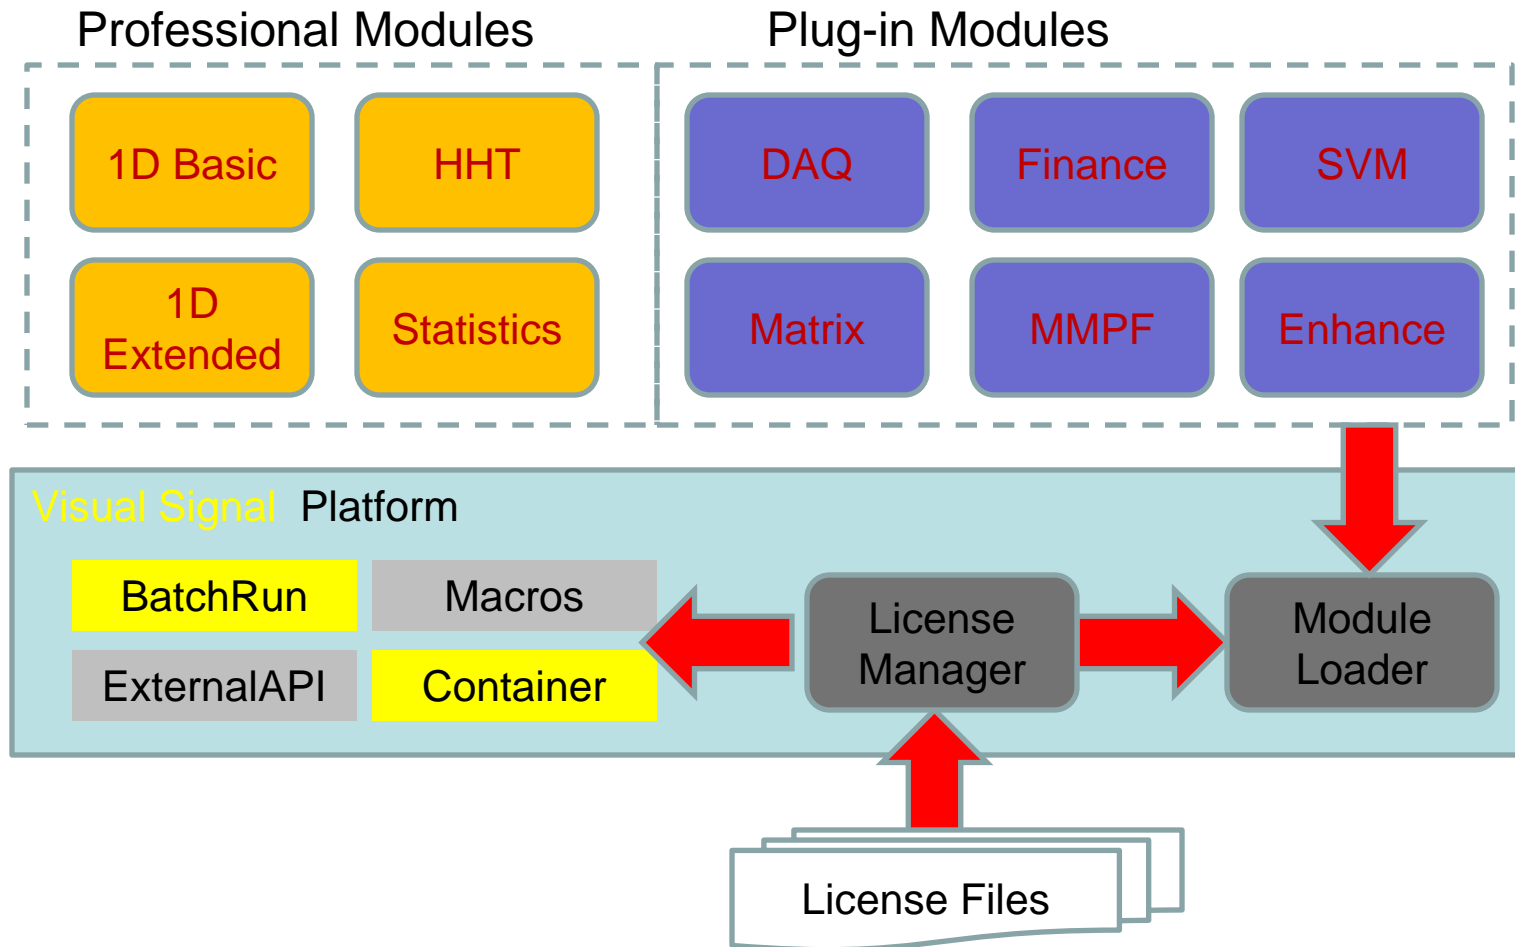 Professional Modules
Plug-in Modules
1D Basic
HHT
DAQ
Finance
SVM
1D
Extended
Statistics
Matrix
MMPF
Enhance
Visual Signal Platform
BatchRun
Macros
ExternalAPI
Container
License
Manager
Module
Loader
License Files